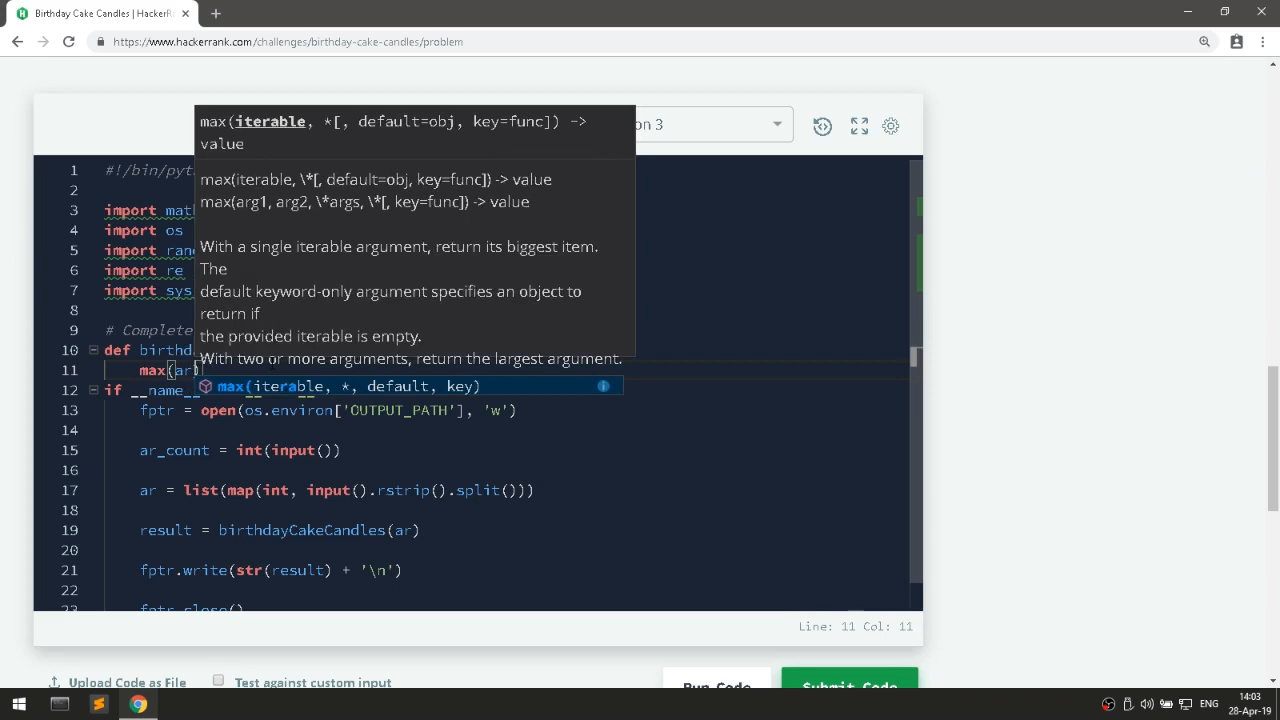 Birthday Cake Candles | HackerRa
https://www.hackerrank.com/challenges/birthday-cake-candles/problem
max(iterable, *[, default=obj, key=func]) ->
value
on 3
max(iterable, \*[, default=obj, key=func]) -> value
max(arg1, arg2, \*args, \*[, key=func]) -> value
With a single iterable argument, return its biggest item.
The
default keyword-only argument specifies an object to
return if
the provided iterable is empty.
With two or more arguments, return the largest argument.
1 #!/bin/pyt
2
3 import mat
4 import os
5 import ran
6 import re
7 import sys
8
9 # Complete
10 def birthd
11 max(ar)
max(iterable, *, default, key)
12 if __name__
13 fptr = open(os.environ['OUTPUT_PATH'], 'w')
14
15 ar_count = int(input())
16
17 ar = list(map(int, input().rstrip().split()))
18
19 result = birthdayCakeCandles(ar)
20
21 fptr.write(str(result) + '\n')
22
23 fptr.close()
Line: 11 Col: 11
Upload Code as File
Test against custom input
Run Code
Submit Code
ENG
14:03
28-Apr-19